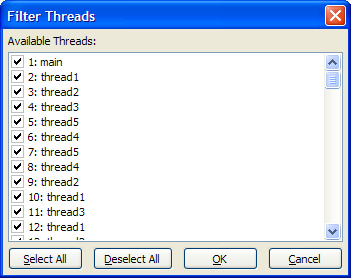 Filter Threads
Available Threads:
1: main
2: thread1
3: thread2
4: thread3
5: thread5
6: thread4
7: thread5
8: thread4
9: thread2
10: thread1
11: thread3
12: thread1
Select All Deselect All OK Cancel